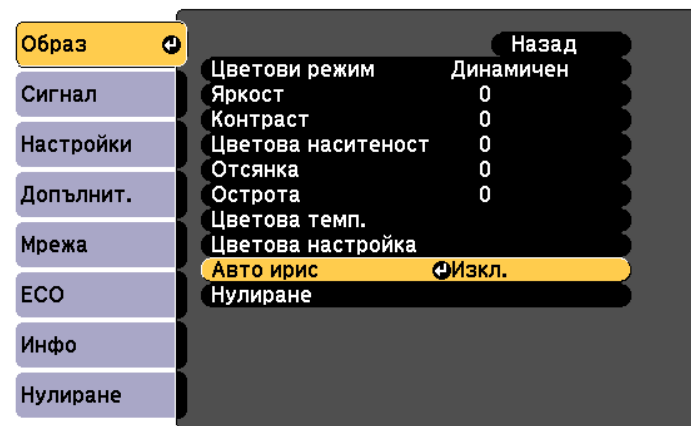 Образ
Сигнал
Настройки
Допълнит.
Мрежа
ECO
Инфо
Нулиране
Назад
Цветови режим Динамичен
Яркост 0
Контраст 0
Цветова наситеност 0
Отсянка 0
Острота 0
Цветова темп.
Цветова настройка
Авто ирис Изкл.
Нулиране